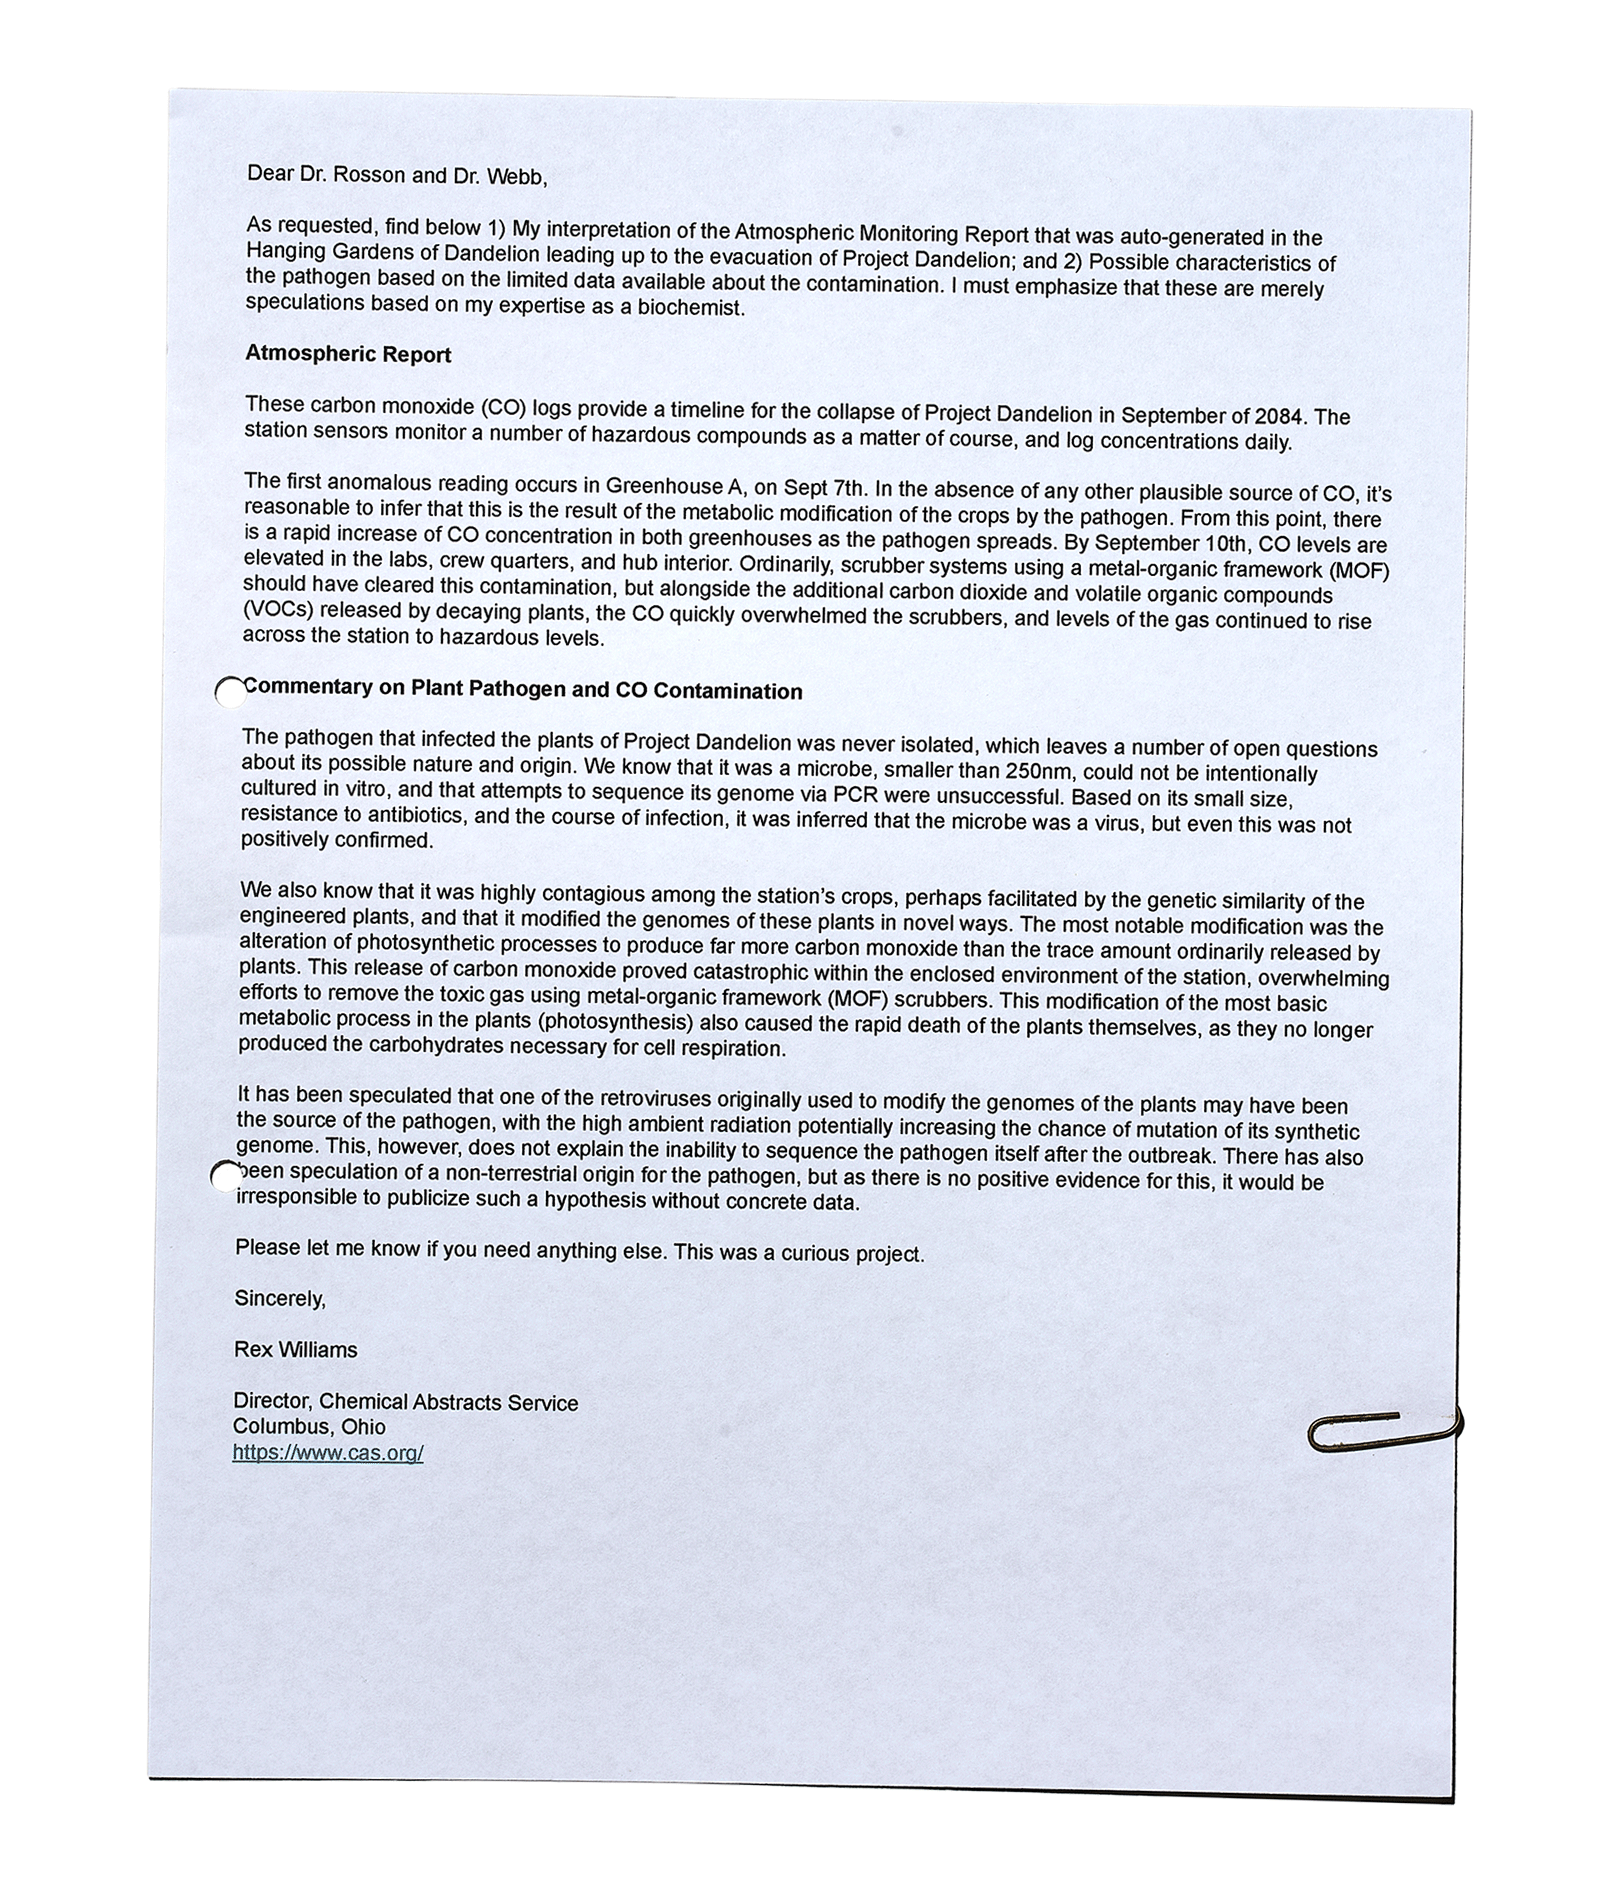 Dear Dr. Rosson and Dr. Webb,
As requested, find below 1) My interpretation of the Atmospheric Monitoring Report that was auto-generated in the
Hanging Gardens of Dandelion leading up to the evacuation of Project Dandelion; and 2) Possible characteristics of
the pathogen based on the limited data available about the contamination. I must emphasize that these are merely
speculations based on my expertise as a biochemist.
Atmospheric Report
These carbon monoxide (CO) logs provide a timeline for the collapse of Project Dandelion in September of 2084. The
station sensors monitor a number of hazardous compounds as a matter of course, and log concentrations daily.
The first anomalous reading occurs in Greenhouse A, on Sept 7th. In the absence of any other plausible source of CO, it's
reasonable to infer that this is the result of the metabolic modification of the crops by the pathogen. From this point, there
is a rapid increase of CO concentration in both greenhouses as the pathogen spreads. By September 10th, CO levels are
elevated in the labs, crew quarters, and hub interior. Ordinarily, scrubber systems using a metal-organic framework (MOF)
should have cleared this contamination, but alongside the additional carbon dioxide and volatile organic compounds
(VOCs) released by decaying plants, the CO quickly overwhelmed the scrubbers, and levels of the gas continued to rise
across the station to hazardous levels.
Commentary on Plant Pathogen and CO Contamination
The pathogen that infected the plants of Project Dandelion was never isolated, which leaves a number of open questions
about its possible nature and origin. We know that it was a microbe, smaller than 250nm, could not be intentionally
cultured in vitro, and that attempts to sequence its genome via PCR were unsuccessful. Based on its small size,
resistance to antibiotics, and the course of infection, it was inferred that the microbe was a virus, but even this was not
positively confirmed.
We also know that it was highly contagious among the station's crops, perhaps facilitated by the genetic similarity of the
engineered plants, and that it modified the genomes of these plants in novel ways. The most notable modification was the
alteration of photosynthetic processes to produce far more carbon monoxide than the trace amount ordinarily released by
plants. This release of carbon monoxide proved catastrophic within the enclosed environment of the station, overwhelming
efforts to remove the toxic gas using metal-organic framework (MOF) scrubbers. This modification of the most basic
metabolic process in the plants (photosynthesis) also caused the rapid death of the plants themselves, as they no longer
produced the carbohydrates necessary for cell respiration.
It has been speculated that one of the retroviruses originally used to modify the genomes of the plants may have been
the source of the pathogen, with the high ambient radiation potentially increasing the chance of mutation of its synthetic
genome. This, however, does not explain the inability to sequence the pathogen itself after the outbreak. There has also
been speculation of a non-terrestrial origin for the pathogen, but as there is no positive evidence for this, it would be
irresponsible to publicize such a hypothesis without concrete data.
Please let me know if you need anything else. This was a curious project.
Sincerely,
Rex Williams
Director, Chemical Abstracts Service
Columbus, Ohio
https://www.cas.org/